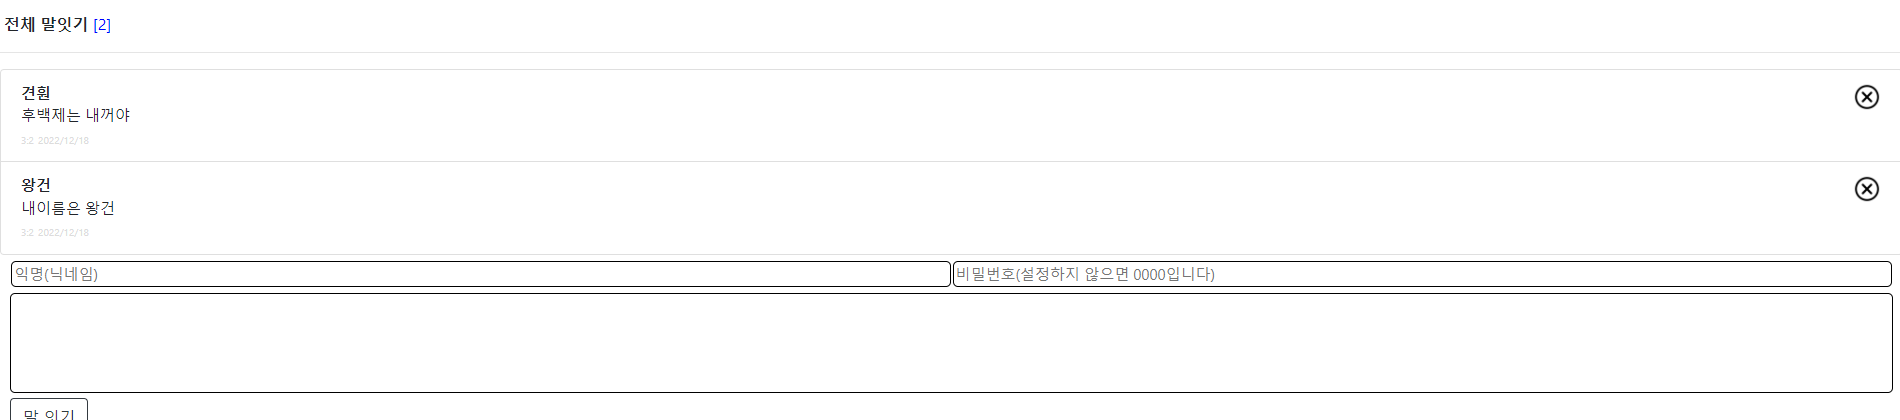 전체 말잇기 [2]
견훤
후백제는 내꺼야
3:2 2022/12/18
왕건
내이름은 왕건
3:2 2022/12/18
익명(닉네임) 비밀번호(설정하지 않으면 0000입니다)
말 잇기